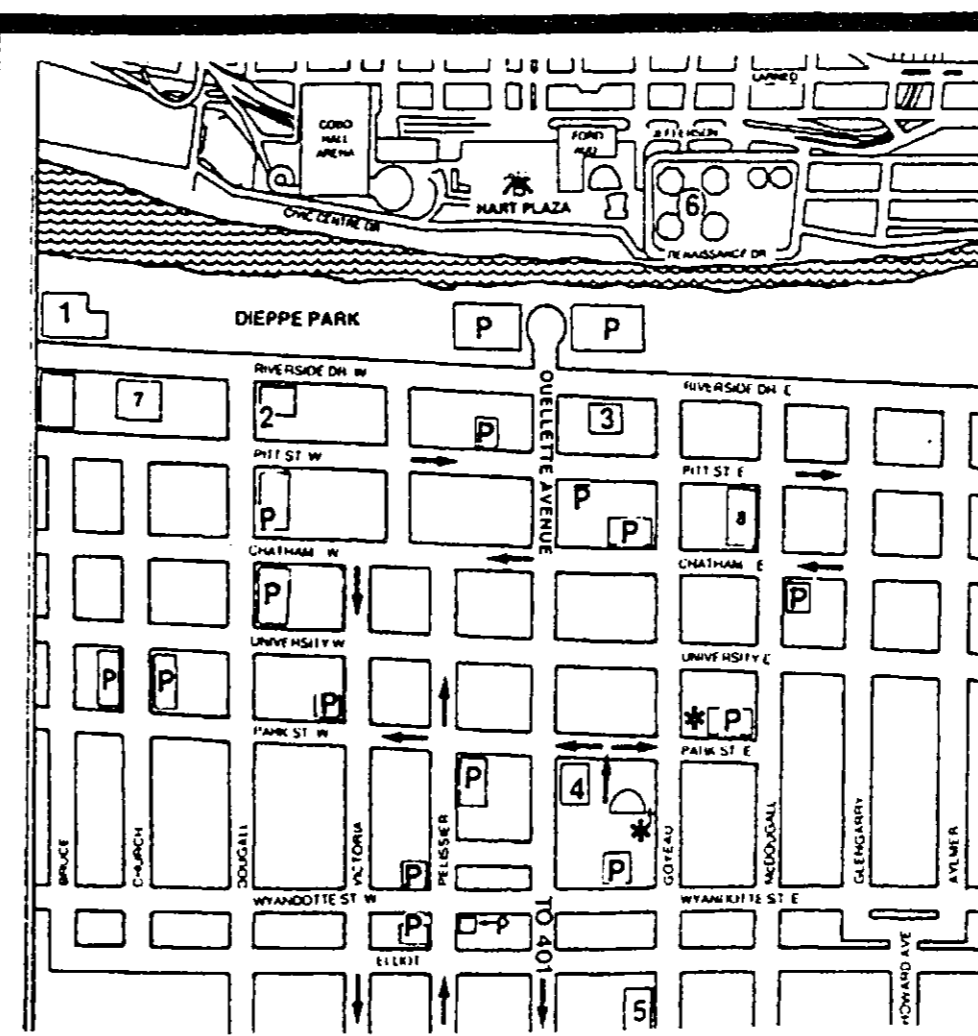 LARNED
COBO
HALL
ARENA
FORD
AUD
JEFFERSON
6
HART PLAZA
CIVIC CENTRE DR
RENAISSANCE DR
1
DIEPPE PARK
P
P
RIVERSIDE DR W
RIVERSIDE DR E
7
2
P
3
OUELLETTE AVENUE
PITT ST W
PITT ST E
P
P
P
8
CHATHAM W
CHATHAM E
P
P
UNIVERSITY W
UNIVERSITY E
P
P
P
* P
PARK ST W
PARK ST E
P
4
*
BRUCE
CHURCH
DOUGALL
VICTORIA
PELISSIER
GOYEAU
MCDOUGALL
GLENGARRY
AYLMER
P
P
WYANDOTTE ST W
WYANDOTTE ST E
P
P
TO 401
ELLIOT
HOWARD AVE
5